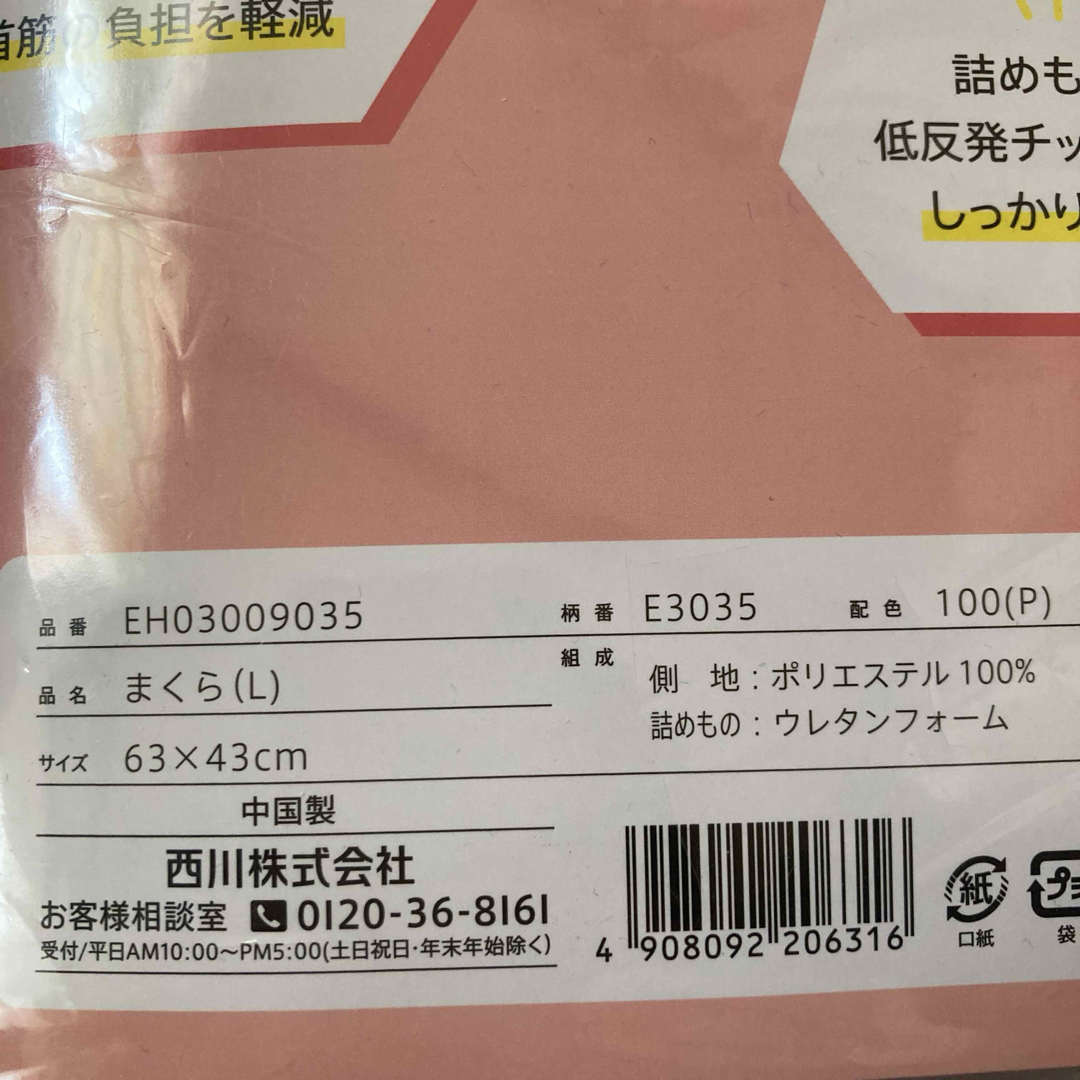 首筋の負担を軽減
詰めも
低反発チッ
しっかり
品番 EH03009035 柄番 E3035 配色 100(P)
品名 まくら(L)
組成 側 地:ポリエステル 100%
詰めもの:ウレタンフォーム
サイズ 63×43cm
中国製
西川株式会社
お客様相談室 0120-36-8161
受付/平日AM10:00～PM5:00(土日祝日・年末年始除く)
4 908092 206316
紙
口紙
プラ
袋